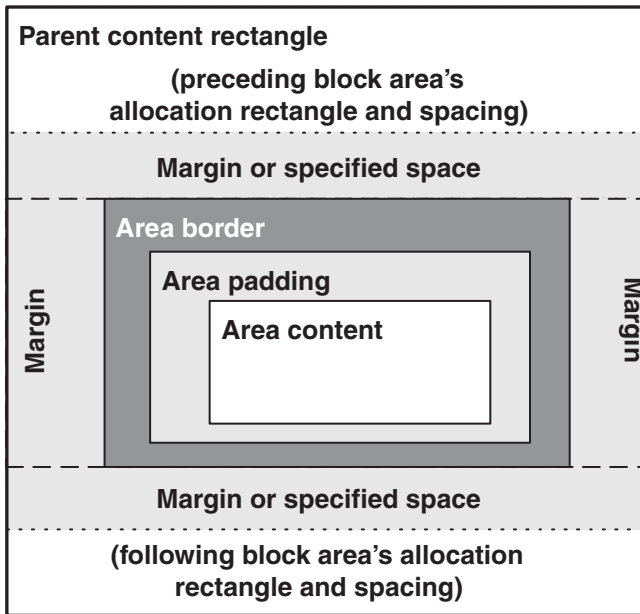 Parent content rectangle
(preceding block area's
allocation rectangle and spacing)
Margin or specified space
Area border
Area padding
Area content
Margin
Margin
Margin or specified space
(following block area's allocation
rectangle and spacing)